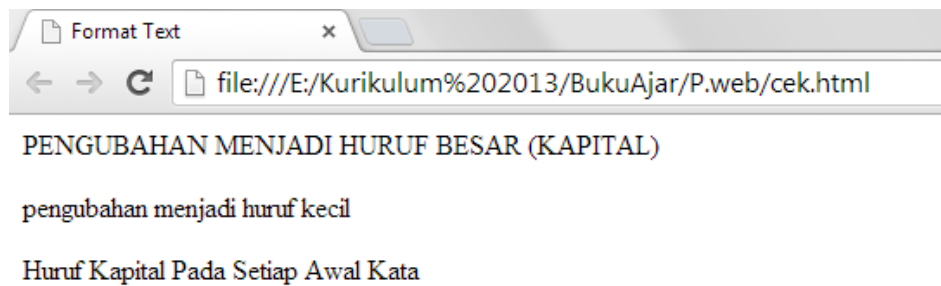 Format Text
file:///E:/Kurikulum%202013/BukuAjar/P.web/cek.html
PENGUBAHAN MENJADI HURUF BESAR (KAPITAL)
pengubahan menjadi huruf kecil
Huruf Kapital Pada Setiap Awal Kata